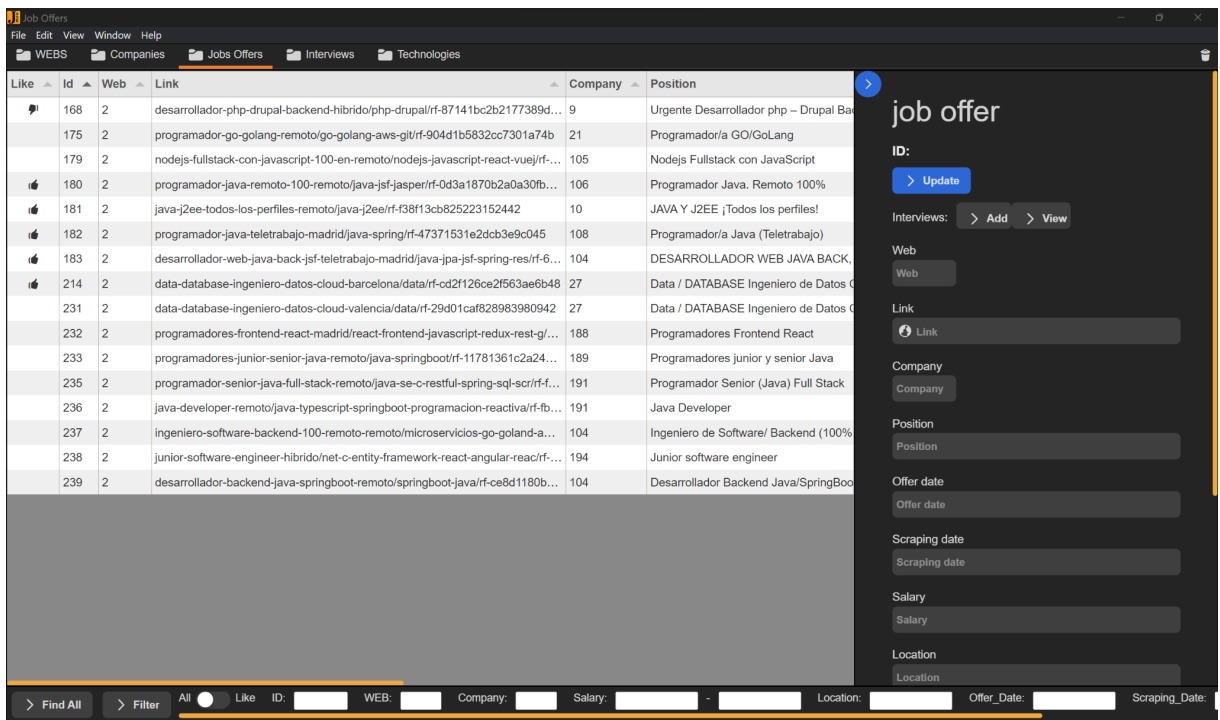 Job Offers
File Edit View Window Help
WEBS Companies Jobs Offers Interviews Technologies
Like Id Web Link Company Position
168 2 desarrollador-php-drupal-backend-hibrido/php-drupal/rf-87141bc2b2177389d... 9 Urgente Desarrollador php – Drupal Bac
175 2 programador-go-golang-remoto/go-golang-aws-git/rf-904d1b5832cc7301a74b 21 Programador/a GO/GoLang
179 2 nodejs-fullstack-con-javascript-100-en-remoto/nodejs-javascript-react-vuej/rf-... 105 Nodejs Fullstack con JavaScript
180 2 programador-java-remoto-100-remoto/java-jsf-jasper/rf-0d3a1870b2a0a30fb... 106 Programador Java. Remoto 100%
181 2 java-j2ee-todos-los-perfiles-remoto/java-j2ee/rf-f38f13cb825223152442 10 JAVA Y J2EE ¡Todos los perfiles!
182 2 programador-java-teletrabajo-madrid/java-spring/rf-47371531e2dcb3e9c045 108 Programador/a Java (Teletrabajo)
183 2 desarrollador-web-java-back-jsf-teletrabajo-madrid/java-jpa-jsf-spring-res/rf-6... 104 DESARROLLADOR WEB JAVA BACK,
214 2 data-database-ingeniero-datos-cloud-barcelona/data/rf-cd2f126ce2f563ae6b48 27 Data / DATABASE Ingeniero de Datos C
231 2 data-database-ingeniero-datos-cloud-valencia/data/rf-29d01caf828983980942 27 Data / DATABASE Ingeniero de Datos C
232 2 programadores-frontend-react-madrid/react-frontend-javascript-redux-rest-g/... 188 Programadores Frontend React
233 2 programadores-junior-senior-java-remoto/java-springboot/rf-11781361c2a24... 189 Programadores junior y senior Java
235 2 programador-senior-java-full-stack-remoto/java-se-c-restful-spring-sql-scr/rf-f... 191 Programador Senior (Java) Full Stack
236 2 java-developer-remoto/java-typescript-springboot-programacion-reactiva/rf-fb... 191 Java Developer
237 2 ingeniero-software-backend-100-remoto-remoto/microservicios-go-goland-a... 104 Ingeniero de Software/ Backend (100%
238 2 junior-software-engineer-hibrido/net-c-entity-framework-react-angular-reac/rf-... 194 Junior software engineer
239 2 desarrollador-backend-java-springboot-remoto/springboot-java/rf-ce8d1180b... 104 Desarrollador Backend Java/SpringBoo
job offer
ID:
Update
Interviews: Add View
Web
Web
Link
Link
Company
Company
Position
Position
Offer date
Offer date
Scraping date
Scraping date
Salary
Salary
Location
Location
Find All Filter All Like ID: WEB: Company: Salary: - Location: Offer_Date: Scraping_Date: